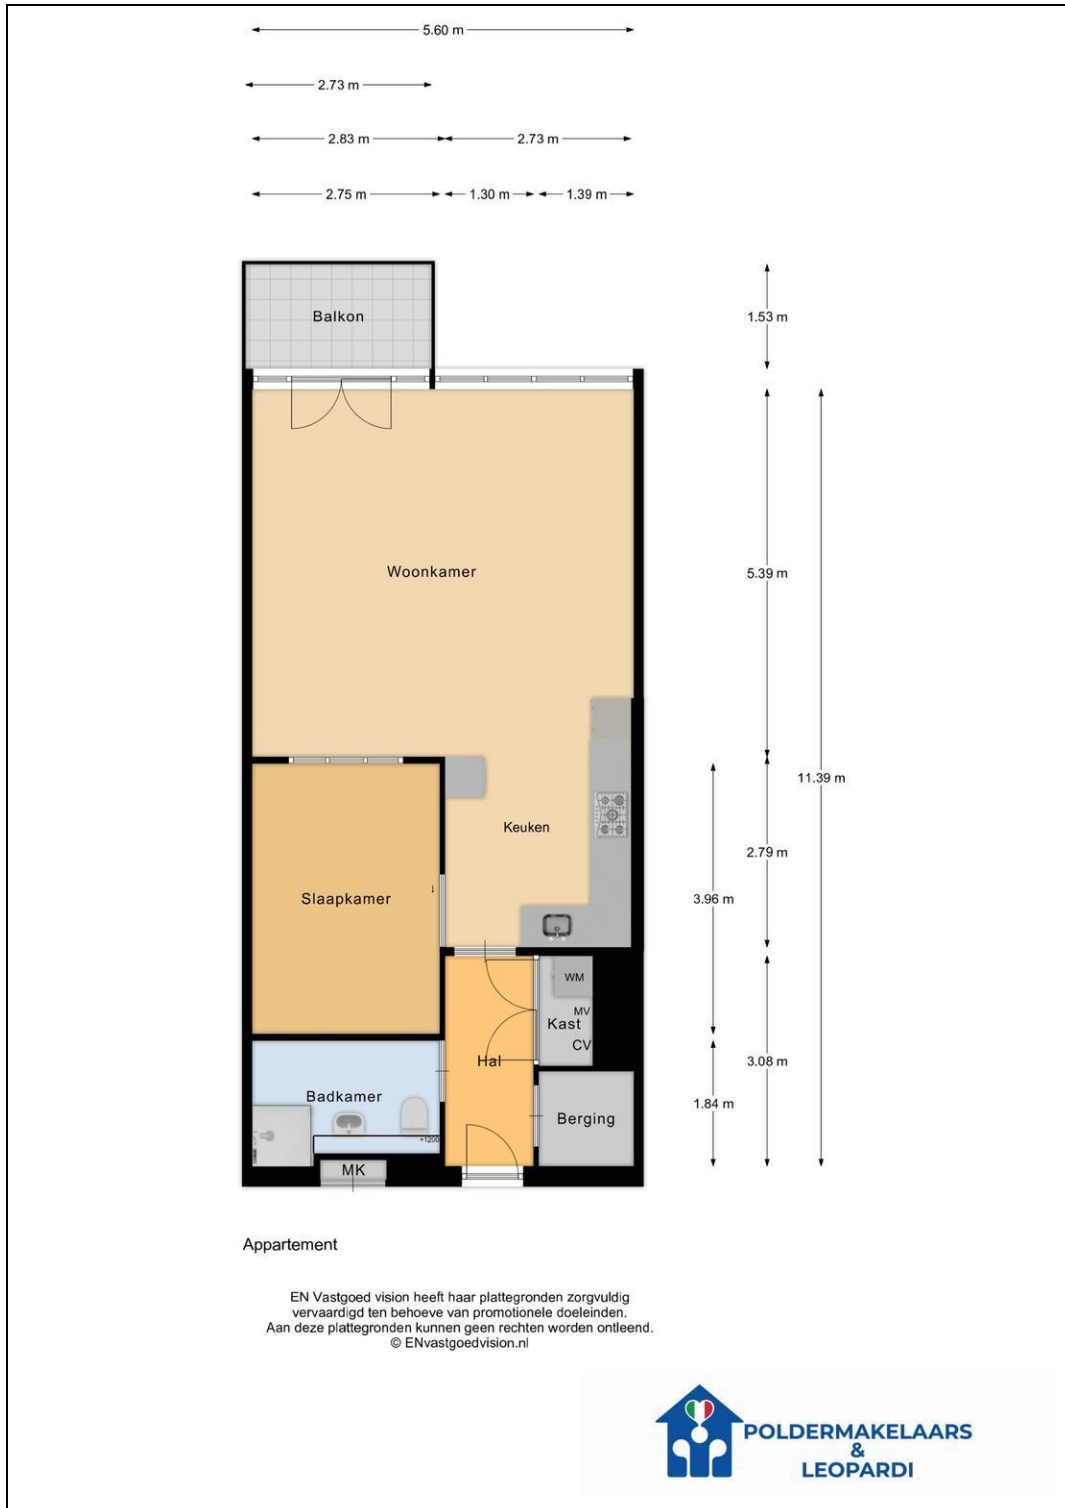 5.60 m
2.73 m
2.83 m 2.73 m
2.75 m 1.30 m 1.39 m
Balkon
1.53 m
Woonkamer
5.39 m
11.39 m
Keuken
2.79 m
Slaapkamer
3.96 m
WM
MV
Kast
CV
Hal
3.08 m
Badkamer
1.84 m
Berging
+1200
MK
Appartement
EN Vastgoed vision heeft haar plattegronden zorgvuldig
vervaardigd ten behoeve van promotionele doeleinden.
Aan deze plattegronden kunnen geen rechten worden ontleend.
© ENvastgoedvision.nl
POLDERMAKELAARS
&
LEOPARDI